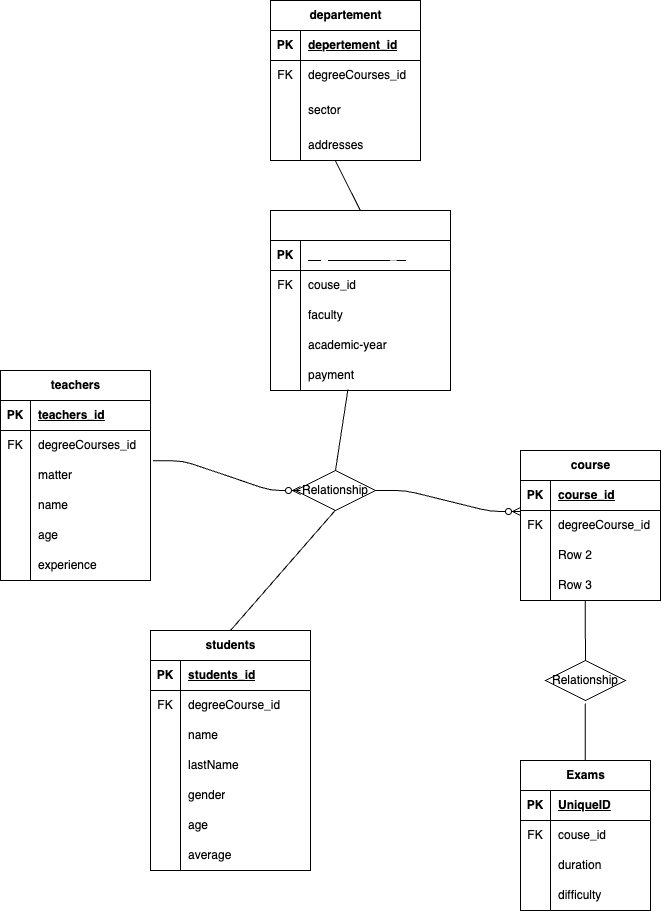 departement
PK depertement_id
FK degreeCourses_id
sector
addresses
PK
FK couse_id
faculty
academic-year
payment
teachers
PK teachers_id
FK degreeCourses_id
matter
name
age
experience
Relationship
course
PK course_id
FK degreeCourse_id
Row 2
Row 3
students
PK students_id
FK degreeCourse_id
name
lastName
gender
age
average
Relationship
Exams
PK UniqueID
FK couse_id
duration
difficulty